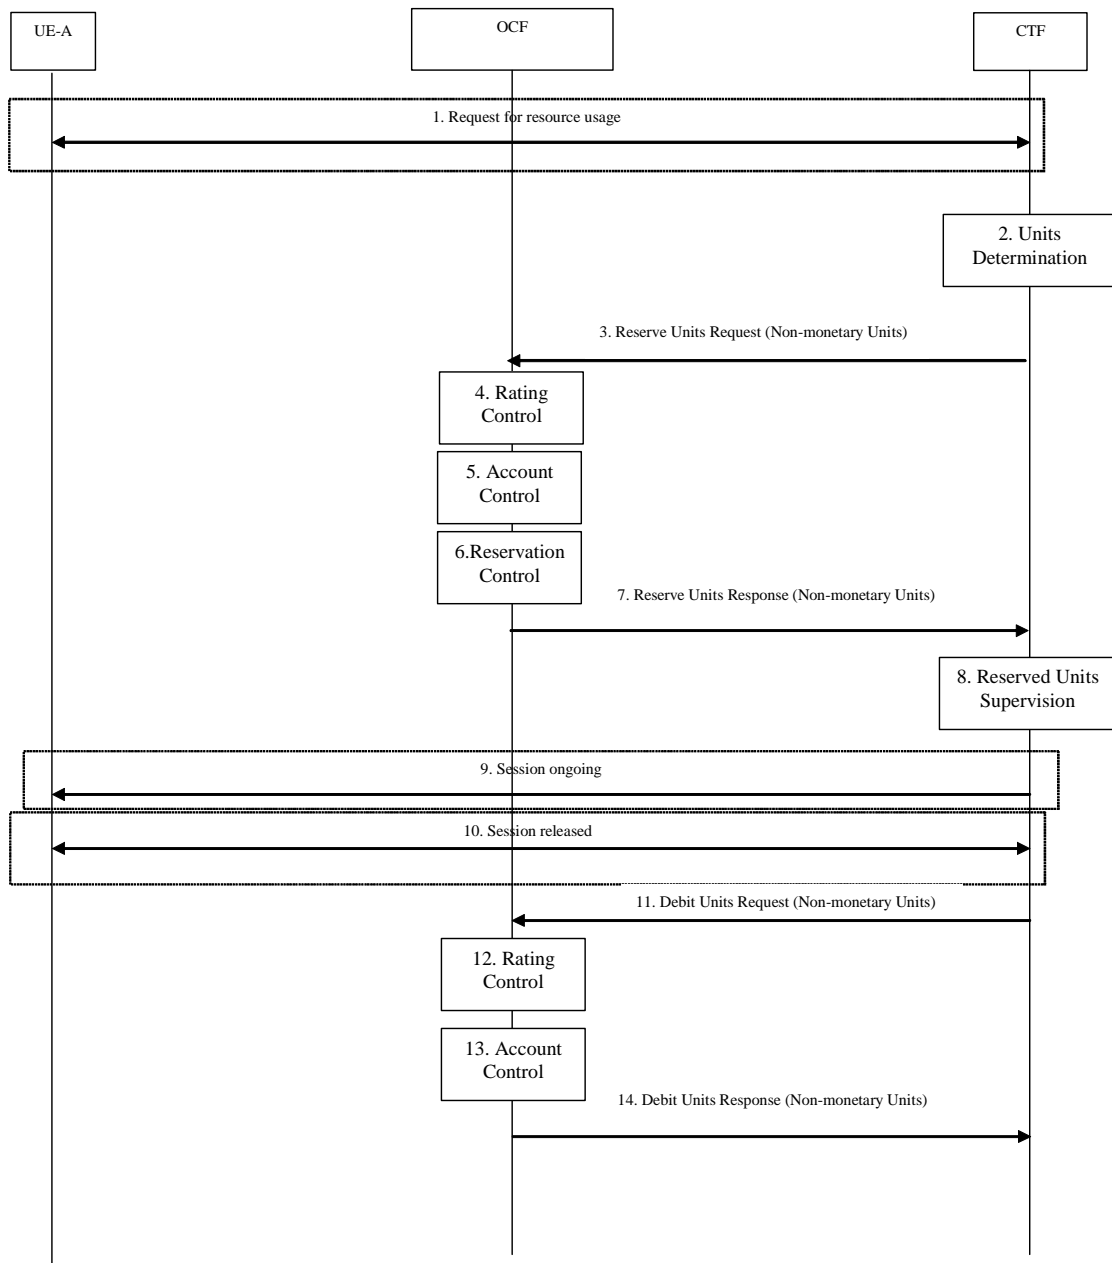 UE-A
OCF
CTF
1. Request for resource usage
2. Units
Determination
3. Reserve Units Request (Non-monetary Units)
4. Rating
Control
5. Account
Control
6.Reservation
Control
7. Reserve Units Response (Non-monetary Units)
8. Reserved Units
Supervision
9. Session ongoing
10. Session released
11. Debit Units Request (Non-monetary Units)
12. Rating
Control
13. Account
Control
14. Debit Units Response (Non-monetary Units)